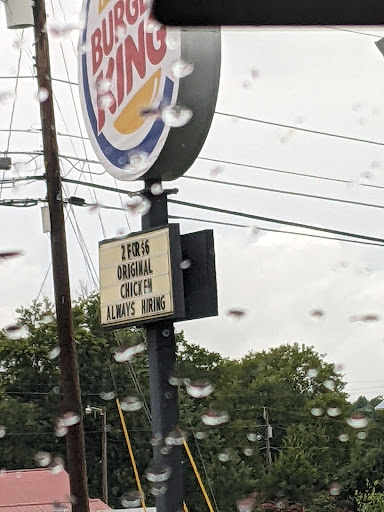 BURGER
KING
2 FOR $6
ORIGINAL
CHICKEN
ALWAYS HIRING